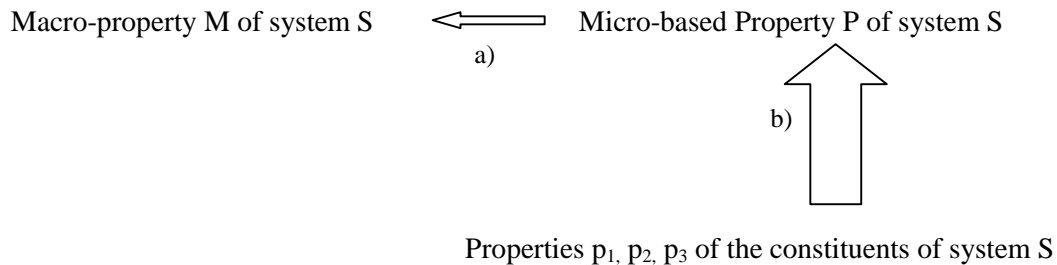 Macro-property M of system S
Micro-based Property P of system S
a)
b)
Properties p₁, p₂, p₃ of the constituents of system S